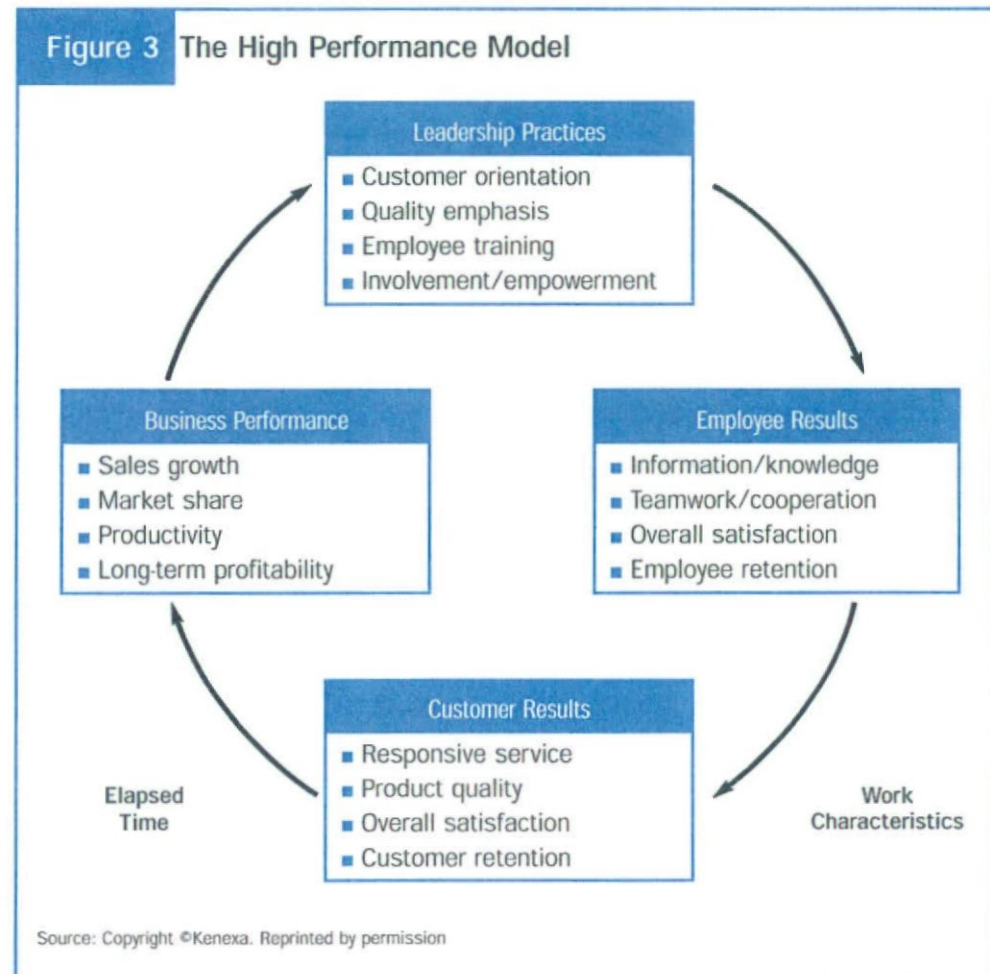 Figure 3 The High Performance Model
Leadership Practices
■ Customer orientation
■ Quality emphasis
■ Employee training
■ Involvement/empowerment
Business Performance
■ Sales growth
■ Market share
■ Productivity
■ Long-term profitability
Employee Results
■ Information/knowledge
■ Teamwork/cooperation
■ Overall satisfaction
■ Employee retention
Customer Results
■ Responsive service
■ Product quality
■ Overall satisfaction
■ Customer retention
Elapsed
Time
Work
Characteristics
Source: Copyright ©Kenexa. Reprinted by permission